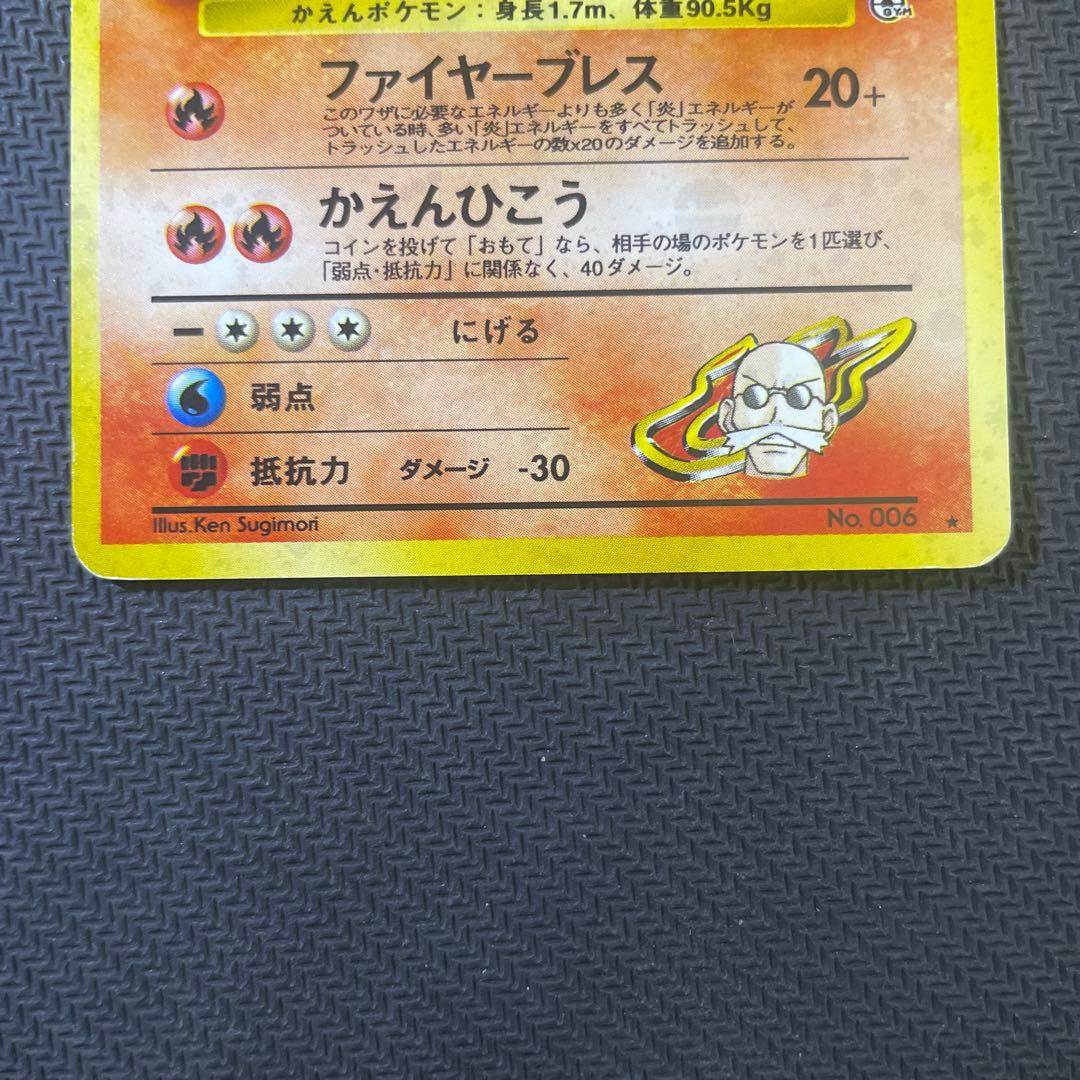 かえんポケモン：身長1.7m、体重90.5Kg
GYM
ファイヤーブレス 20+
このワザに必要なエネルギーよりも多く「炎」エネルギーが
ついている時、多い「炎」エネルギーをすべてトラッシュして、
トラッシュしたエネルギーの数x20のダメージを追加する。
かえんひこう
コインを投げて「おもて」なら、相手の場のポケモンを1匹選び、
「弱点・抵抗力」に関係なく、40ダメージ。
ー にげる
弱点
抵抗力 ダメージ -30
Illus.Ken Sugimori No. 006 ★